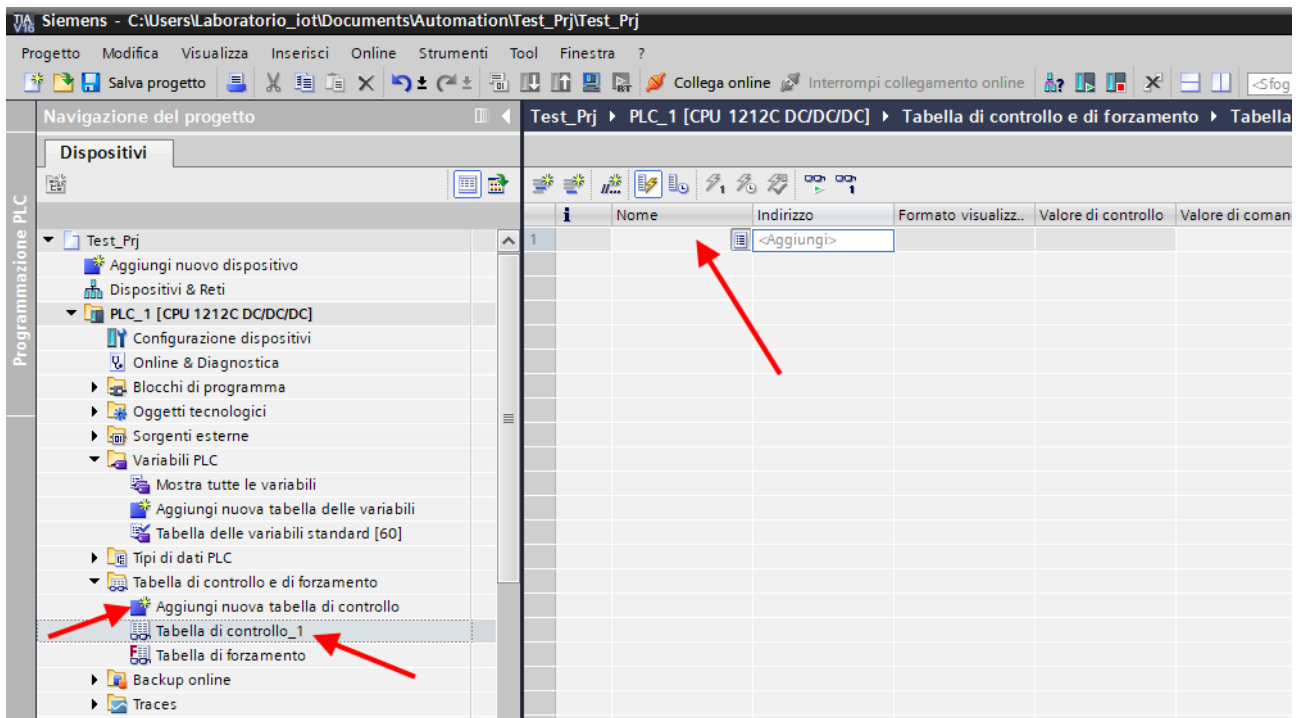 TIA V16 Siemens - C:\Users\Laboratorio_iot\Documents\Automation\Test_Prj\Test_Prj
Progetto Modifica Visualizza Inserisci Online Strumenti Tool Finestra ?
Salva progetto Collega online Interrompi collegamento online <Sfog
Navigazione del progetto
Test_Prj PLC_1 [CPU 1212C DC/DC/DC] Tabella di controllo e di forzamento Tabella
Dispositivi
Programmazione PLC
i Nome Indirizzo Formato visualizz.. Valore di controllo Valore di coman
1 <Aggiungi>
Test_Prj
Aggiungi nuovo dispositivo
Dispositivi & Reti
PLC_1 [CPU 1212C DC/DC/DC]
Configurazione dispositivi
Online & Diagnostica
Blocchi di programma
Oggetti tecnologici
Sorgenti esterne
Variabili PLC
Mostra tutte le variabili
Aggiungi nuova tabella delle variabili
Tabella delle variabili standard [60]
Tipi di dati PLC
Tabella di controllo e di forzamento
Aggiungi nuova tabella di controllo
Tabella di controllo_1
Tabella di forzamento
Backup online
Traces